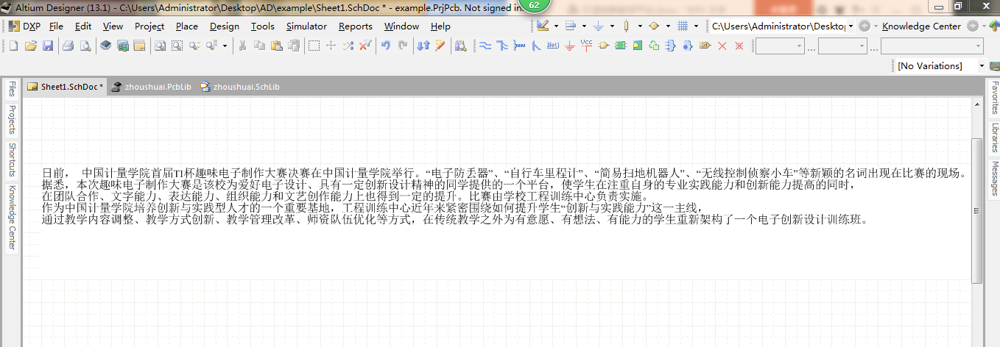 Altium Designer (13.1) - C:\Users\Administrator\Desktop\AD\example\Sheet1.SchDoc * - example.PrjPcb. Not signed in.
62
DXP File Edit View Project Place Design Tools Simulator Reports Window Help
C:\Users\Administrator\Desktop
Knowledge Center
Net
Vcc
[No Variations]
Sheet1.SchDoc * zhoushuai.PcbLib zhoushuai.SchLib
Files
Projects
Shortcuts
Knowledge Center
Favorites
Libraries
Messages
日前， 中国计量学院首届TI杯趣味电子制作大赛决赛在中国计量学院举行。“电子防丢器”、“自行车里程计”、“简易扫地机器人”、“无线控制侦察小车”等新颖的名词出现在比赛的现场。
据悉，本次趣味电子制作大赛是该校为爱好电子设计、具有一定创新设计精神的同学提供的一个平台，使学生在注重自身的专业实践能力和创新能力提高的同时，
在团队合作、文字能力、表达能力、组织能力和文艺创作能力上也得到一定的提升。比赛由学校工程训练中心负责实施。
作为中国计量学院培养创新与实践型人才的一个重要基地，工程训练中心近年来紧密围绕如何提升学生“创新与实践能力”这一主线，
通过教学内容调整、教学方式创新、教学管理改革、师资队伍优化等方式，在传统教学之外为有意愿、有想法、有能力的学生重新架构了一个电子创新设计训练班。